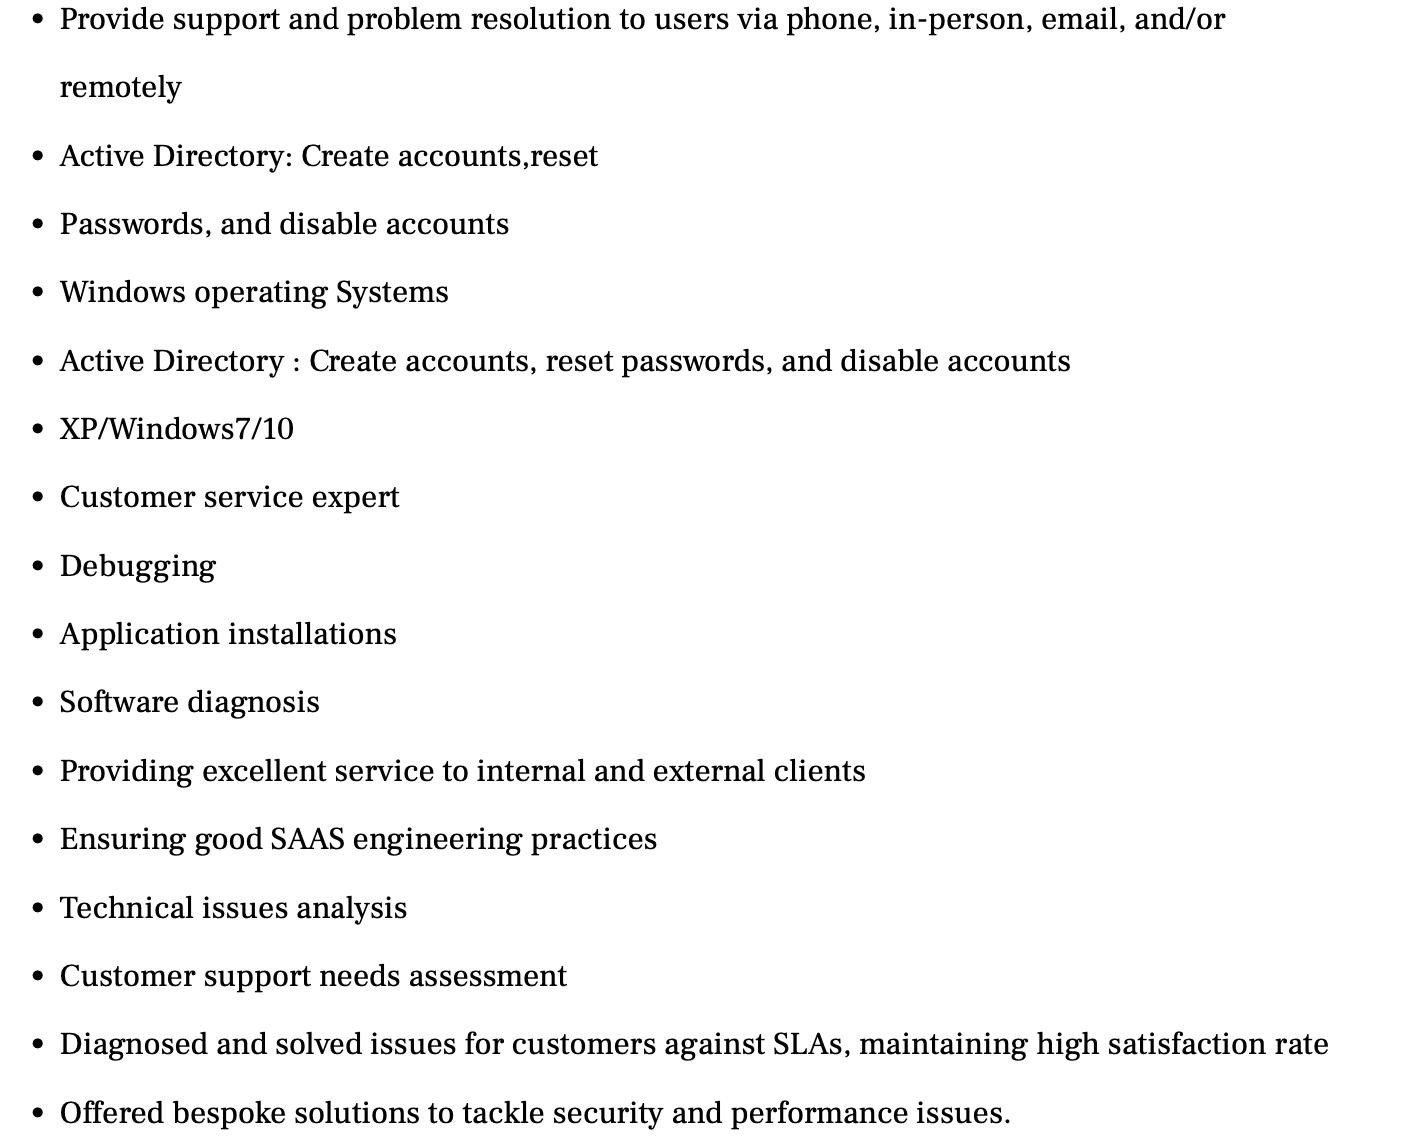 • Provide support and problem resolution to users via phone, in-person, email, and/or
remotely
• Active Directory: Create accounts,reset
• Passwords, and disable accounts
• Windows operating Systems
• Active Directory : Create accounts, reset passwords, and disable accounts
• XP/Windows7/10
• Customer service expert
• Debugging
• Application installations
• Software diagnosis
• Providing excellent service to internal and external clients
• Ensuring good SAAS engineering practices
• Technical issues analysis
• Customer support needs assessment
• Diagnosed and solved issues for customers against SLAs, maintaining high satisfaction rate
• Offered bespoke solutions to tackle security and performance issues.